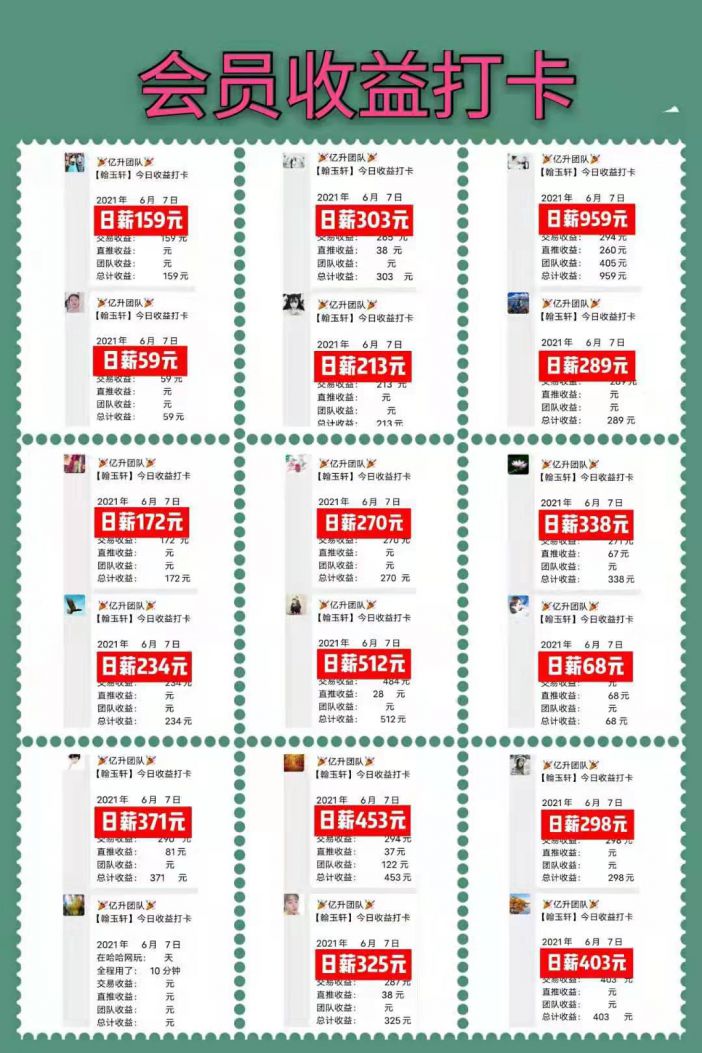 会员收益打卡
亿升团队
【翰玉轩】今日收益打卡
2021年 6月 7日
日薪159元
交易收益： 159元
直推收益： 元
团队收益： 元
总计收益： 159元
亿升团队
【翰玉轩】今日收益打卡
2021年 6月 7日
日薪59元
交易收益： 59元
直推收益： 元
团队收益： 元
总计收益： 59元
亿升团队
【翰玉轩】今日收益打卡
2021年 6月 7日
日薪303元
交易收益： 265 元
直推收益： 38 元
团队收益： 元
总计收益： 303 元
亿升团队
【翰玉轩】今日收益打卡
2021年 6月 7日
日薪213元
交易收益： 213 元
直推收益： 元
团队收益： 元
总计收益： 213元
亿升团队
【翰玉轩】今日收益打卡
2021年 6月 7日
日薪959元
交易收益： 294元
直推收益： 260元
团队收益： 405元
总计收益： 959元
亿升团队
【翰玉轩】今日收益打卡
2021年 6月 7日
日薪289元
交易收益： 289元
直推收益： 元
团队收益： 元
总计收益： 289元
亿升团队
【翰玉轩】今日收益打卡
2021年 6月 7日
日薪172元
交易收益： 172 元
直推收益： 元
团队收益： 元
总计收益： 172元
亿升团队
【翰玉轩】今日收益打卡
2021年 6月 7日
日薪234元
交易收益： 234元
直推收益： 元
团队收益： 元
总计收益： 234元
亿升团队
【翰玉轩】今日收益打卡
2021年 6月 7日
日薪270元
交易收益： 270元
直推收益： 元
团队收益： 元
总计收益： 270 元
亿升团队
【翰玉轩】今日收益打卡
2021年 6月 7日
日薪512元
交易收益： 484元
直推收益： 28 元
团队收益： 元
总计收益： 512元
亿升团队
【翰玉轩】今日收益打卡
2021年 6月 7日
日薪338元
交易收益： 271元
直推收益： 67元
团队收益： 元
总计收益： 338元
亿升团队
【翰玉轩】今日收益打卡
2021年 6月 7日
日薪68元
交易收益： 元
直推收益： 68元
团队收益： 元
总计收益： 68 元
亿升团队
【翰玉轩】今日收益打卡
2021年 6月 7日
日薪371元
交易收益： 290 元
直推收益： 81元
团队收益： 元
总计收益： 371 元
亿升团队
【翰玉轩】今日收益打卡
2021年 6月 7日
在哈哈网玩： 天
全程用了： 10分钟
交易收益： 元
直推收益： 元
团队收益： 元
总计收益： 元
亿升团队
【翰玉轩】今日收益打卡
2021年 6月 7日
日薪453元
交易收益： 294元
直推收益： 37元
团队收益： 122 元
总计收益： 453元
亿升团队
【翰玉轩】今日收益打卡
2021年 6月 7日
日薪325元
交易收益： 287元
直推收益： 38元
团队收益： 元
总计收益： 325元
亿升团队
【翰玉轩】今日收益打卡
2021年 6月 7日
日薪298元
交易收益： 298元
直推收益： 元
团队收益： 元
总计收益： 298元
亿升团队
【翰玉轩】今日收益打卡
2021年 6月 7日
日薪403元
交易收益： 403 元
直推收益： 元
团队收益： 元
总计收益： 403 元